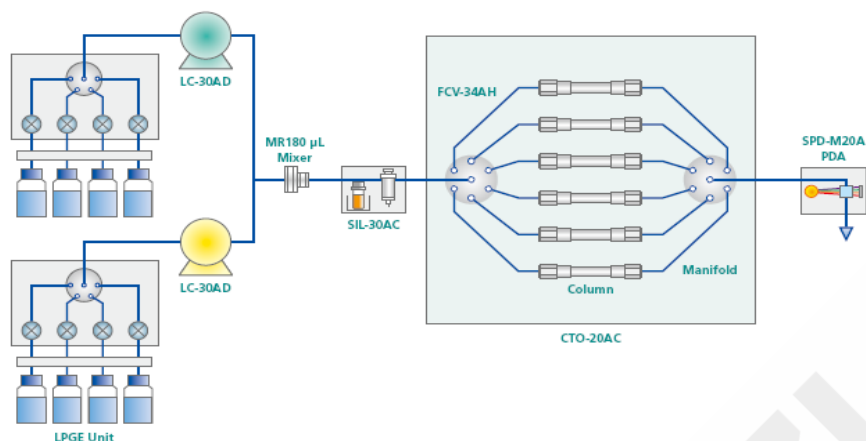 LC-30AD
FCV-34AH
MR180 µL
Mixer
SPD-M20A
PDA
SIL-30AC
LC-30AD
Column
Manifold
CTO-20AC
LPGE Unit